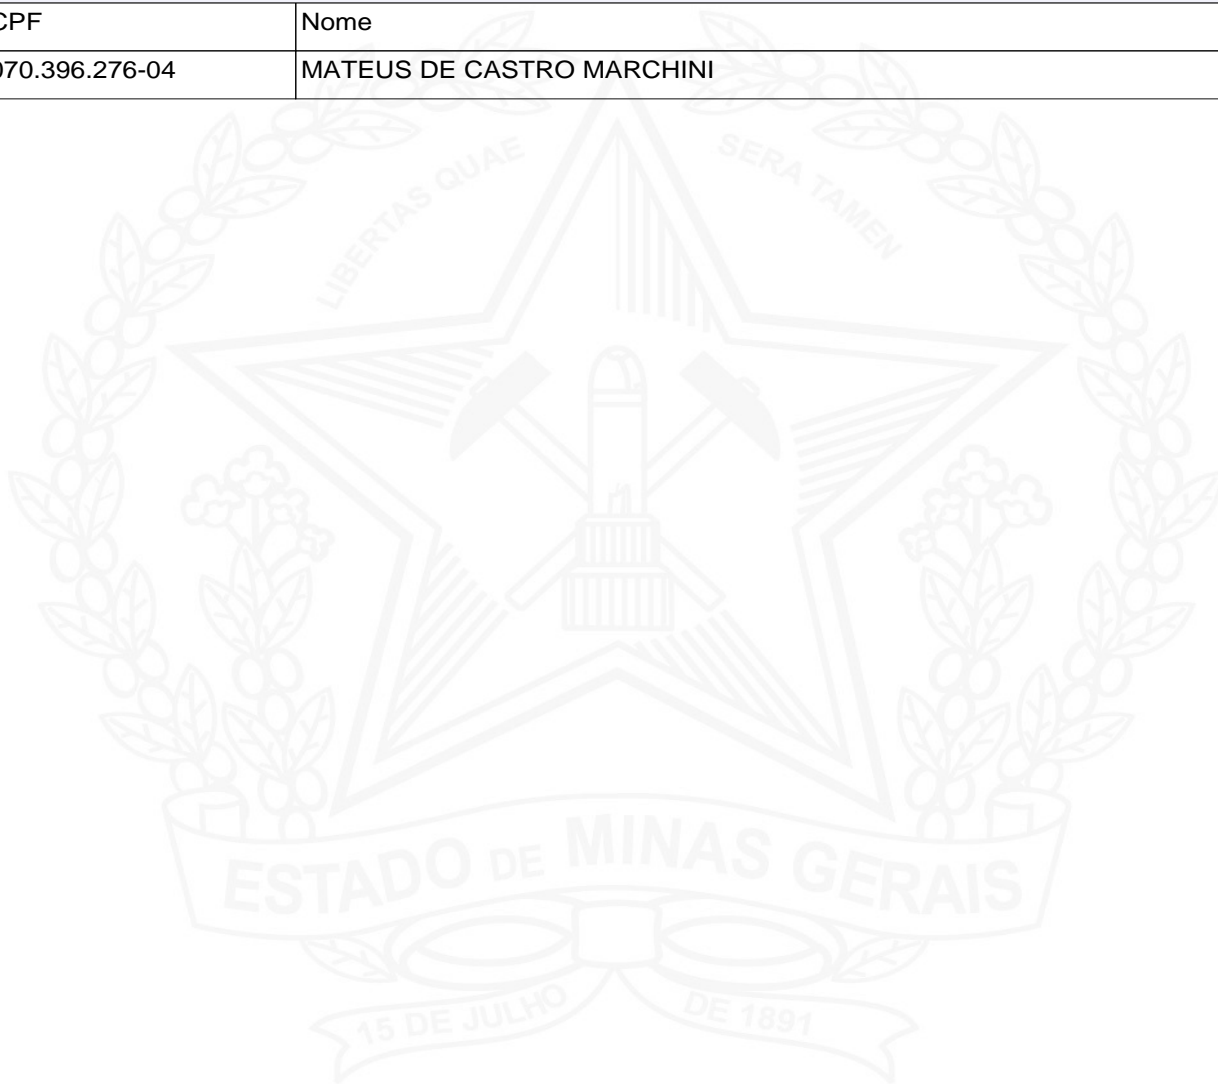 CPF Nome
070.396.276-04 MATEUS DE CASTRO MARCHINI
LIBERTAS QUAE SERA TAMEN
ESTADO DE MINAS GERAIS
15 DE JULHO DE 1891